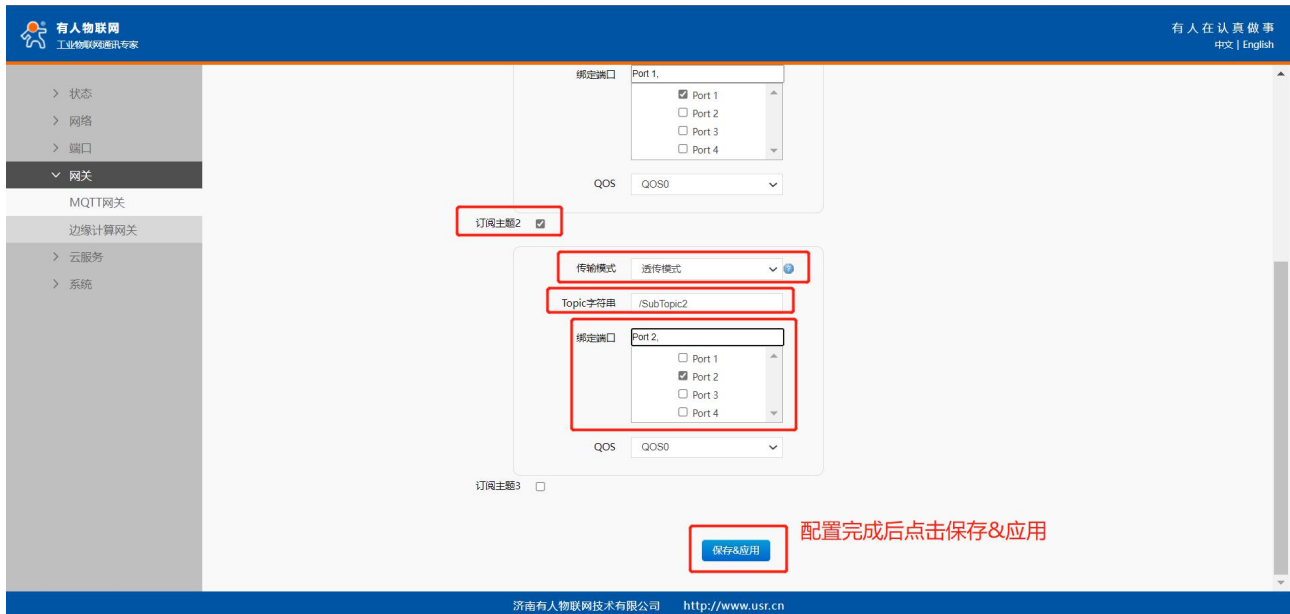 有人物联网
工业物联网通讯专家
有人在认真做事
中文 | English
状态
网络
端口
网关
MQTT网关
边缘计算网关
云服务
系统
绑定端口 Port 1,
Port 1
Port 2
Port 3
Port 4
QOS QOS0
订阅主题2
传输模式 透传模式
Topic字符串 /SubTopic2
绑定端口 Port 2,
Port 1
Port 2
Port 3
Port 4
QOS QOS0
订阅主题3
配置完成后点击保存&应用
保存&应用
济南有人物联网技术有限公司 http://www.usr.cn